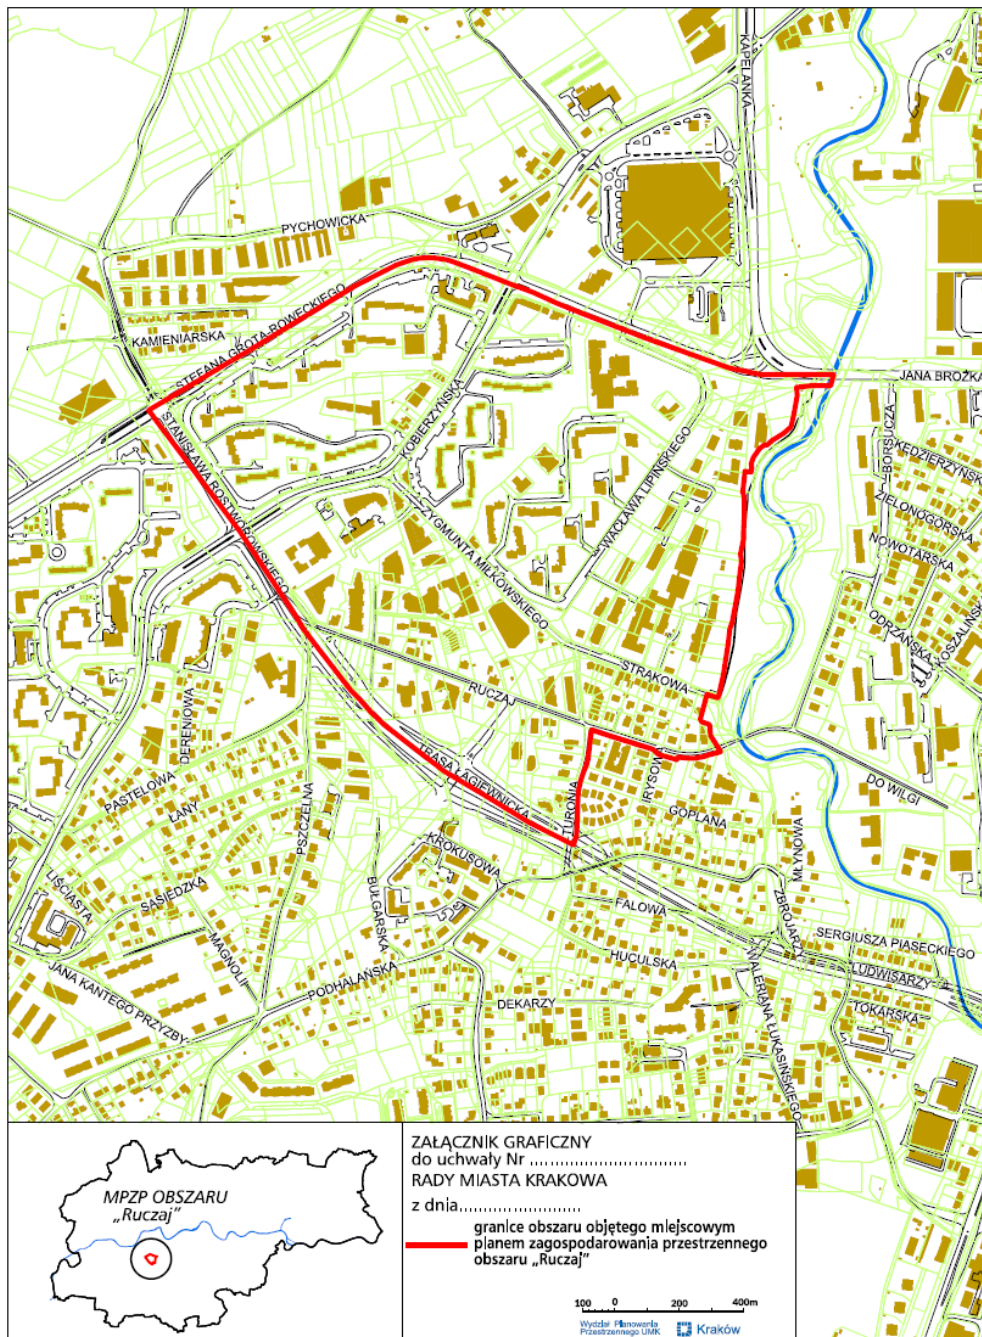 KAPELANKA
PYCHOWICKA
KAMIENIARSKA
STEFANA GROTA-ROWECKIEGO
STANISŁAWA ROSTWOROWSKIEGO
KOBIERZYŃSKA
ZYGMUNTA MIŁKOWSKIEGO
WACŁAWA LIPIŃSKIEGO
JANA BROŻKA
BORSUCZA
KĘDZIERZYŃSK
ZIELONOGÓRSKA
NOWOTARSKA
ODRZAŃSKA
KOSZALIŃSK
STRAKOWA
RUCZAJ
TRASA ŁAGIEWNICKA
TURONIA
IRYSOW
GOPLANA
DO WILGI
MŁYNOWA
DERENIOWA
PASTELOWA
ŁANY
PSZCZELNA
KROKUSOWA
BUŁGARSKA
LIŚCIASTA
SĄSIEDZKA
MAGNOLII
JANA KANTEGO PRZYZBY
PODHALAŃSKA
FALOWA
ZBROJARZY
SERGIUSZA PIASECKIEGO
HUCULSKA
LUDWISARZY
DEKARZY
WALERIANA ŁUKASIŃSKIEGO
TOKARSKA
MPZP OBSZARU
„Ruczaj”
ZAŁĄCZNIK GRAFICZNY
do uchwały Nr ................................
RADY MIASTA KRAKOWA
z dnia.........................
granice obszaru objętego miejscowym
planem zagospodarowania przestrzennego
obszaru „Ruczaj”
100 0 200 400m
Wydział Planowania
Przestrzennego UMK
Kraków